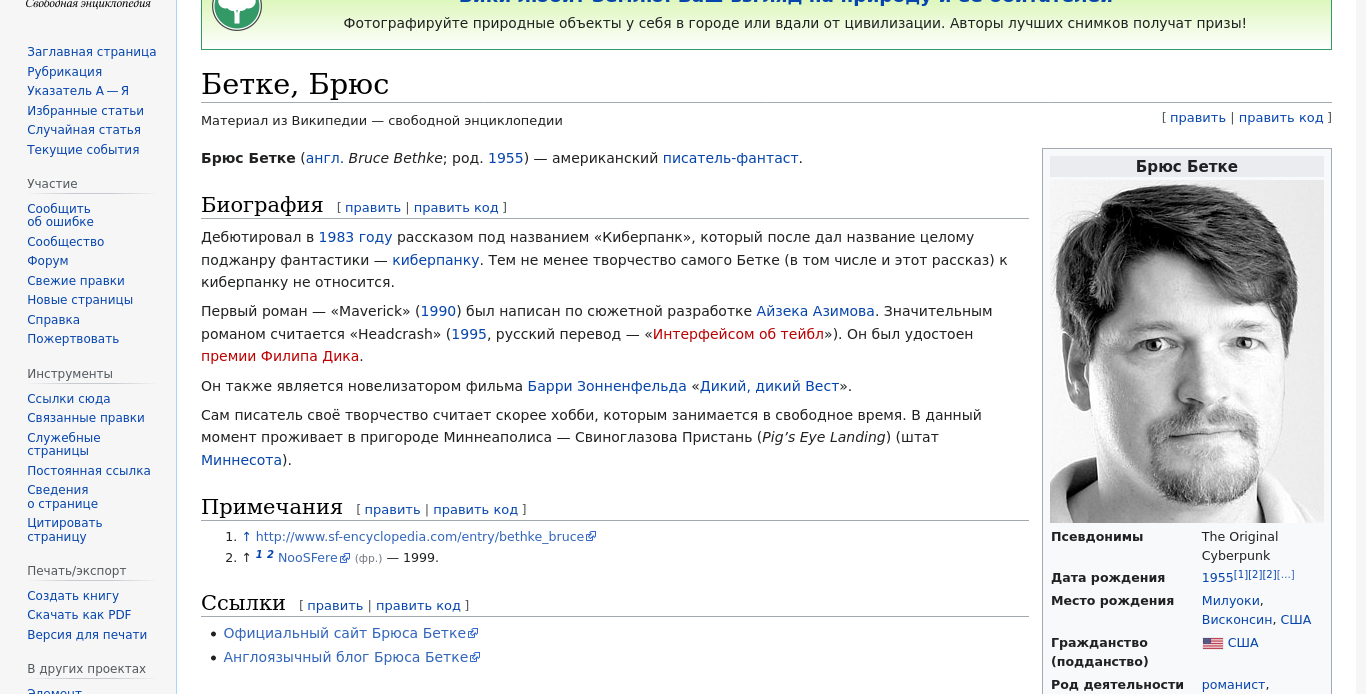 Свободная энциклопедия
Заглавная страница
Рубрикация
Указатель А — Я
Избранные статьи
Случайная статья
Текущие события
Участие
Сообщить
об ошибке
Сообщество
Форум
Свежие правки
Новые страницы
Справка
Пожертвовать
Инструменты
Ссылки сюда
Связанные правки
Служебные
страницы
Постоянная ссылка
Сведения
о странице
Цитировать
страницу
Печать/экспорт
Создать книгу
Скачать как PDF
Версия для печати
В других проектах
Элемент
Фотографируйте природные объекты у себя в городе или вдали от цивилизации. Авторы лучших снимков получат призы!
Бетке, Брюс
Материал из Википедии — свободной энциклопедии
[ править | править код ]
Брюс Бетке (англ. Bruce Bethke; род. 1955) — американский писатель-фантаст.
Биография [ править | править код ]
Дебютировал в 1983 году рассказом под названием «Киберпанк», который после дал название целому
поджанру фантастики — киберпанку. Тем не менее творчество самого Бетке (в том числе и этот рассказ) к
киберпанку не относится.
Первый роман — «Maverick» (1990) был написан по сюжетной разработке Айзека Азимова. Значительным
романом считается «Headcrash» (1995, русский перевод — «Интерфейсом об тейбл»). Он был удостоен
премии Филипа Дика.
Он также является новелизатором фильма Барри Зонненфельда «Дикий, дикий Вест».
Сам писатель своё творчество считает скорее хобби, которым занимается в свободное время. В данный
момент проживает в пригороде Миннеаполиса — Свиноглазова Пристань (Pig’s Eye Landing) (штат
Миннесота).
Примечания [ править | править код ]
1. ↑ http://www.sf-encyclopedia.com/entry/bethke_bruce
2. ↑ 1 2 NooSFere (фр.) — 1999.
Ссылки [ править | править код ]
• Официальный сайт Брюса Бетке
• Англоязычный блог Брюса Бетке
Брюс Бетке
Псевдонимы The Original
Cyberpunk
Дата рождения 1955[1][2][2][…]
Место рождения Милуоки,
Висконсин, США
Гражданство США
(подданство)
Род деятельности романист,